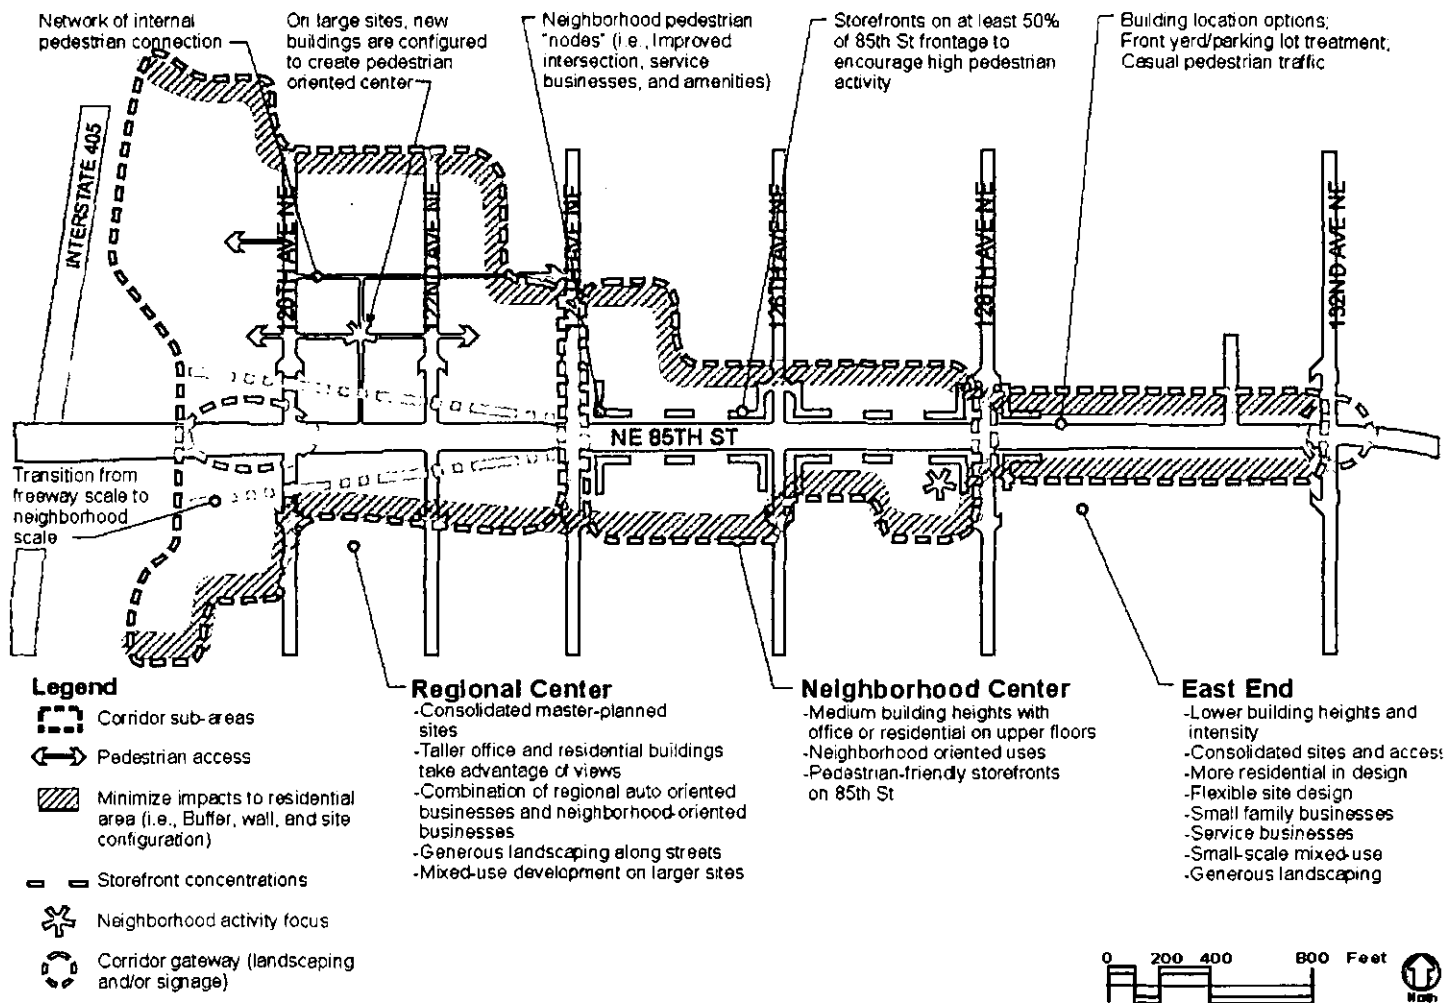 Network of internal
pedestrian connection
On large sites, new
buildings are configured
to create pedestrian
oriented center
Neighborhood pedestrian
"nodes" (i.e., Improved
intersection, service
businesses, and amenities)
Storefronts on at least 50%
of 85th St frontage to
encourage high pedestrian
activity
Building location options;
Front yard/parking lot treatment;
Casual pedestrian traffic
INTERSTATE 405
120TH AVE NE
122ND AVE NE
AVE NE
126TH AVE NE
128TH AVE NE
132ND AVE NE
NE 85TH ST
Transition from
freeway scale to
neighborhood
scale
Legend
Corridor sub-areas
Pedestrian access
Minimize impacts to residential
area (i.e., Buffer, wall, and site
configuration)
Storefront concentrations
Neighborhood activity focus
Corridor gateway (landscaping
and/or signage)
Regional Center
-Consolidated master-planned
sites
-Taller office and residential buildings
take advantage of views
-Combination of regional auto oriented
businesses and neighborhood-oriented
businesses
-Generous landscaping along streets
-Mixed-use development on larger sites
Neighborhood Center
-Medium building heights with
office or residential on upper floors
-Neighborhood oriented uses
-Pedestrian-friendly storefronts
on 85th St
East End
-Lower building heights and
intensity
-Consolidated sites and access
-More residential in design
-Flexible site design
-Small family businesses
-Service businesses
-Small-scale mixed-use
-Generous landscaping
0 200 400 800 Feet
North